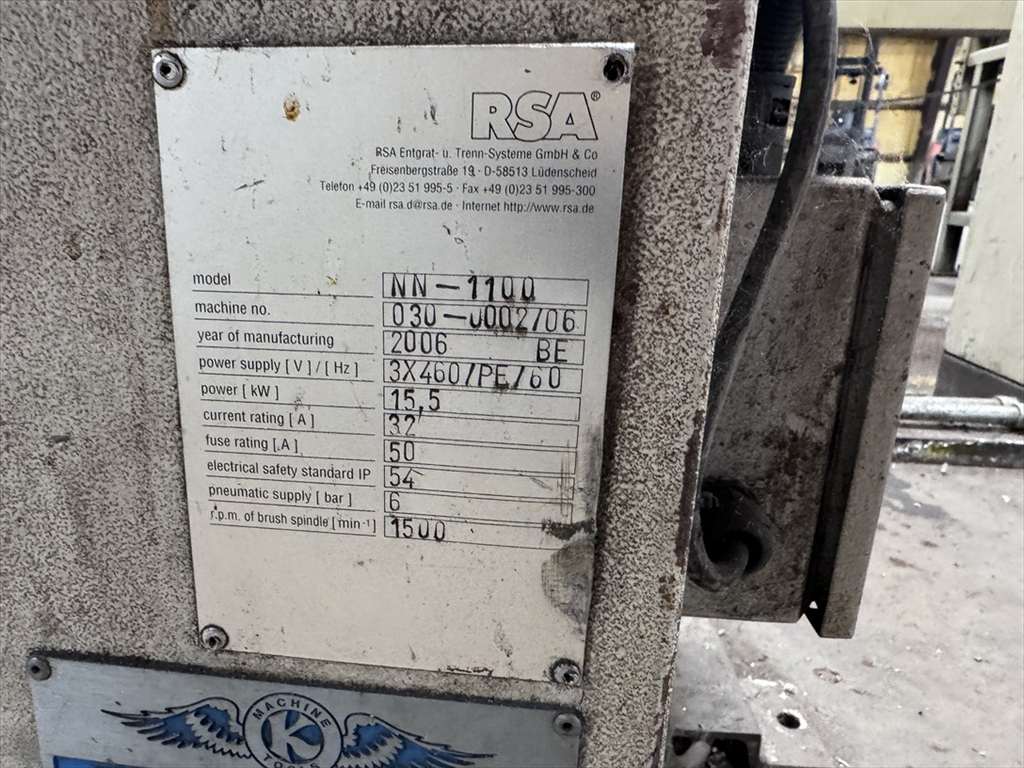 RSA®
RSA Entgrat- u. Trenn-Systeme GmbH & Co
Freisenbergstraße 19 · D-58513 Lüdenscheid
Telefon +49 (0)23 51 995-5 · Fax +49 (0)23 51 995-300
E-mail rsa.d@rsa.de · Internet http://www.rsa.de
model NN-1100
machine no. 030-0002/06
year of manufacturing 2006 BE
power supply [ V ] / [ Hz ] 3X460/PE/60
power [ kW ] 15,5
current rating [ A ] 32
fuse rating [ A ] 50
electrical safety standard IP 54
pneumatic supply [ bar ] 6
r.p.m. of brush spindle [ min-1 ] 1500
MACHINE
K
TOOLS